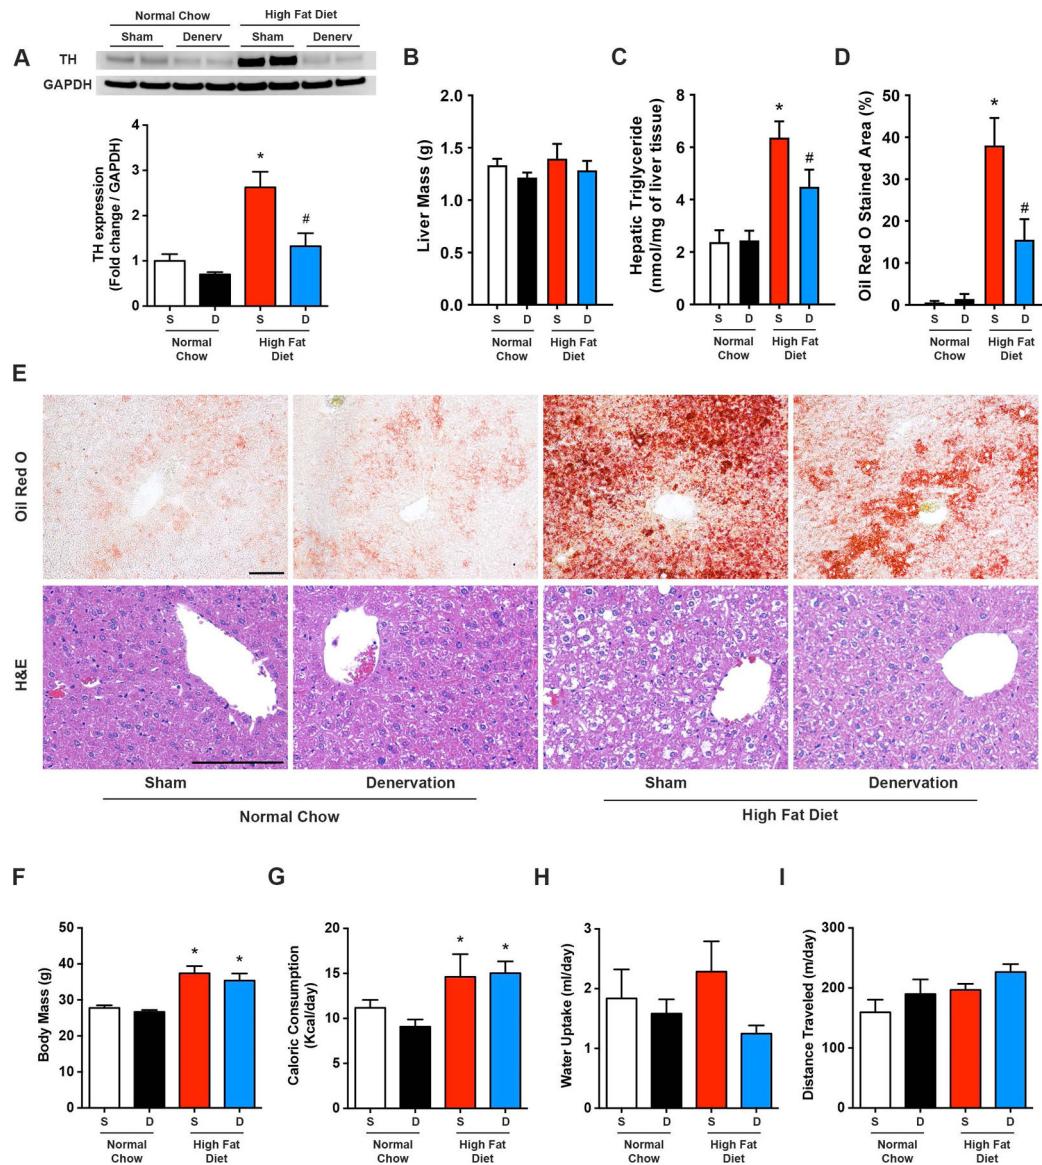 Normal Chow High Fat Diet
Sham Denerv Sham Denerv
A
TH
GAPDH
TH expression
(Fold change / GAPDH)
4
3
2
1
0
S D S D
Normal
Chow
High Fat
Diet
B
Liver Mass (g)
2.0
1.5
1.0
0.5
0.0
S D S D
Normal
Chow
High Fat
Diet
C
Hepatic Triglyceride
(nmol/mg of liver tissue)
8
6
4
2
0
*
#
S D S D
Normal
Chow
High Fat
Diet
D
Oil Red O Stained Area (%)
50
40
30
20
10
0
*
#
S D S D
Normal
Chow
High Fat
Diet
*
#
E
Oil Red O
H&E
Sham Denervation Sham Denervation
Normal Chow High Fat Diet
F
Body Mass (g)
50
40
30
20
10
0
* *
S D S D
Normal
Chow
High Fat
Diet
G
Caloric Consumption
(Kcal/day)
20
15
10
5
0
* *
S D S D
Normal
Chow
High Fat
Diet
H
Water Uptake (ml/day)
3
2
1
0
S D S D
Normal
Chow
High Fat
Diet
I
Distance Traveled (m/day)
300
200
100
0
S D S D
Normal
Chow
High Fat
Diet